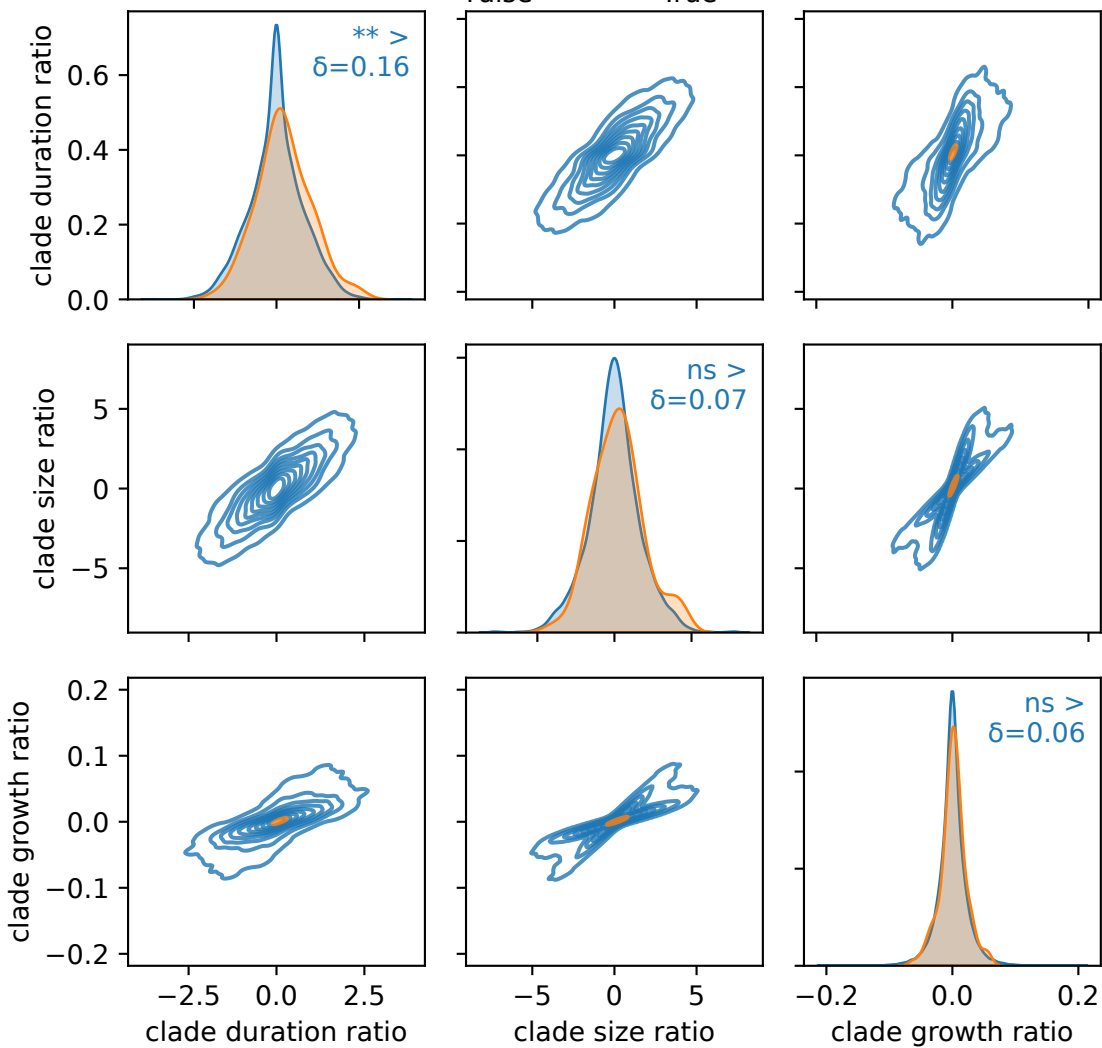 clade duration ratio
0.6
0.4
0.2
0.0
** >
δ=0.16
clade size ratio
5
0
−5
ns >
δ=0.07
clade growth ratio
0.2
0.1
0.0
−0.1
−0.2
ns >
δ=0.06
−2.5 0.0 2.5
−5 0 5
−0.2 0.0 0.2
clade duration ratio
clade size ratio
clade growth ratio